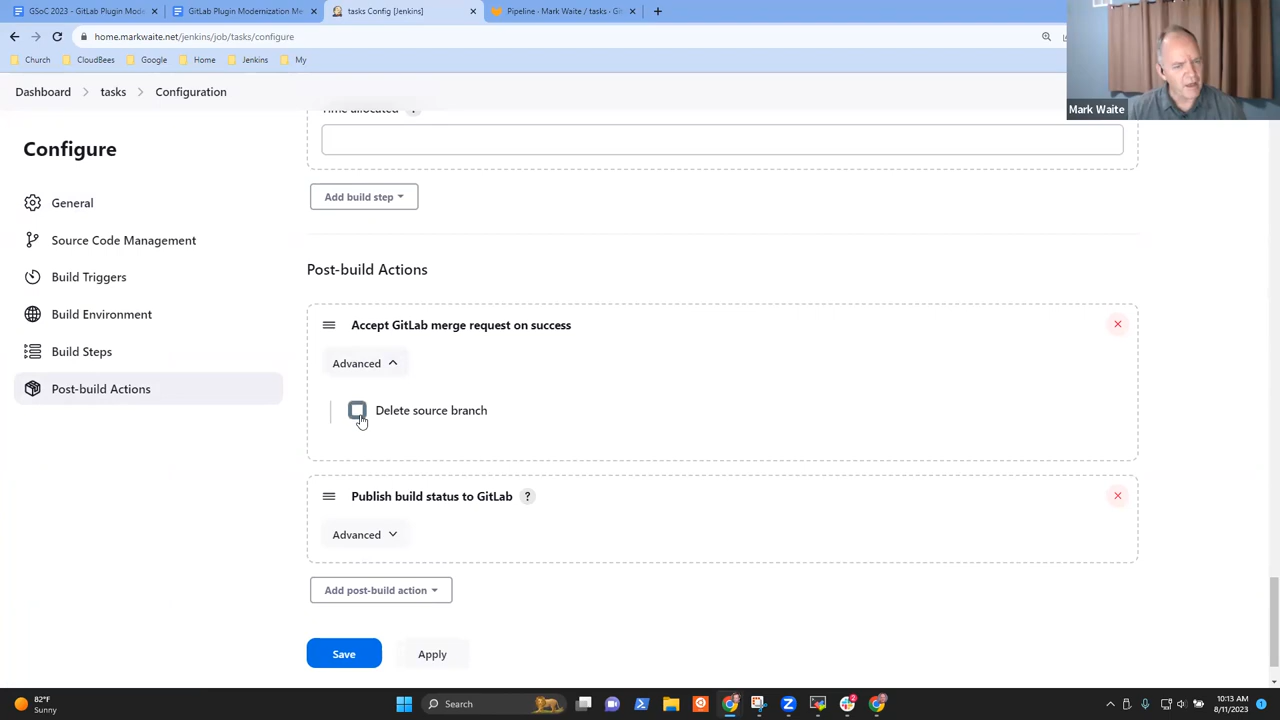 GSoC 2023 - GitLab Plugin Mode
GitLab Plugin Modernization Me
tasks Config [Jenkins]
Pipeline · Mark Waite / tasks · Git
home.markwaite.net/jenkins/job/tasks/configure
Church
CloudBees
Google
Home
Jenkins
My
Mark Waite
Dashboard
tasks
Configuration
Configure
General
Source Code Management
Build Triggers
Build Environment
Build Steps
Post-build Actions
Time allocated ?
Add build step
Post-build Actions
Accept GitLab merge request on success
Advanced
Delete source branch
Publish build status to GitLab ?
Advanced
Add post-build action
Save
Apply
82°F
Sunny
Search
2
10:13 AM
8/11/2023
1